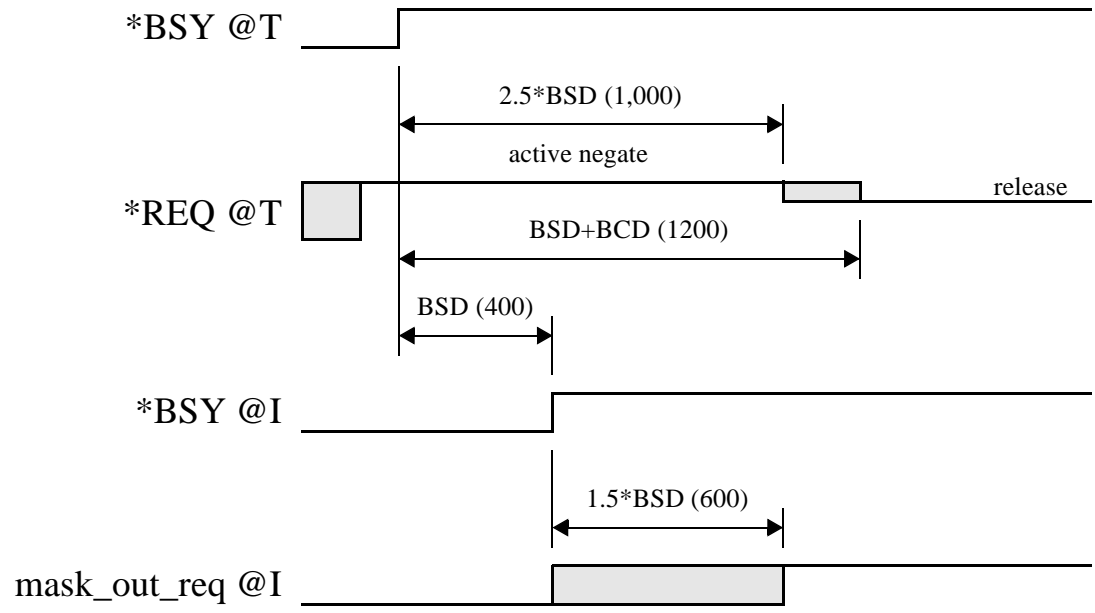 *BSY @T
2.5*BSD (1,000)
active negate
*REQ @T
release
BSD+BCD (1200)
BSD (400)
*BSY @I
1.5*BSD (600)
mask_out_req @I